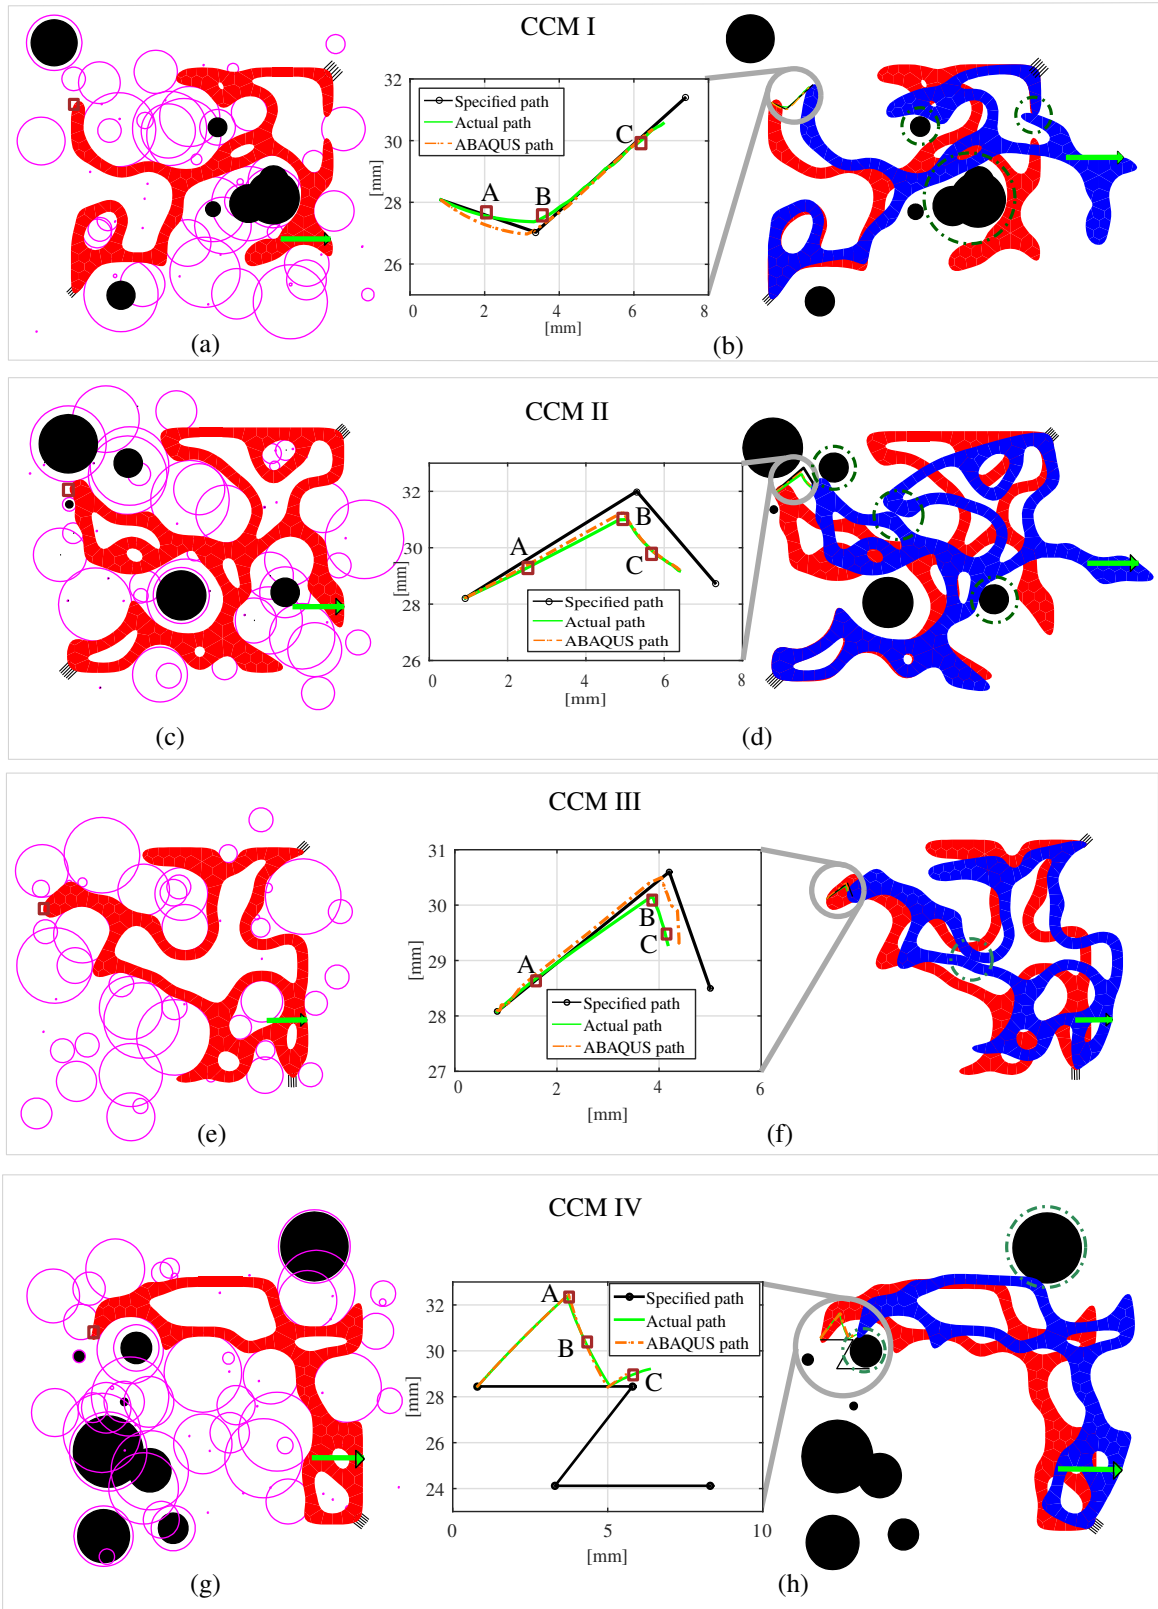 CCM I
32
30
28
26
[mm]
Specified path
Actual path
ABAQUS path
A
B
C
0
2
4
6
8
[mm]
(a)
(b)
CCM II
32
30
28
26
[mm]
A
B
C
Specified path
Actual path
ABAQUS path
0
2
4
6
8
[mm]
(c)
(d)
CCM III
31
30
29
28
27
[mm]
A
B
C
Specified path
Actual path
ABAQUS path
0
2
4
6
[mm]
(e)
(f)
CCM IV
32
30
28
26
24
[mm]
A
B
C
Specified path
Actual path
ABAQUS path
0
5
10
[mm]
(g)
(h)